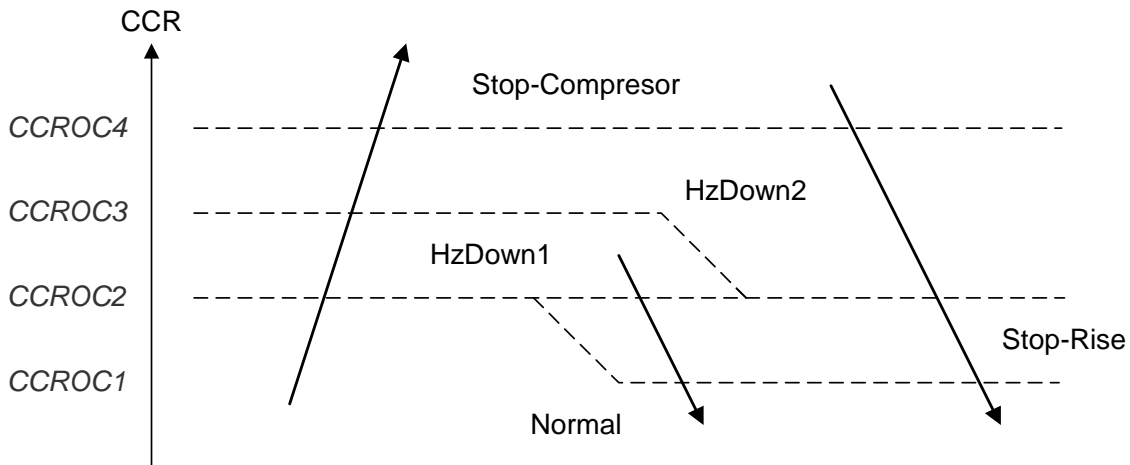 CCR
Stop-Compresor
CCROC4
HzDown2
CCROC3
HzDown1
CCROC2
Stop-Rise
CCROC1
Normal